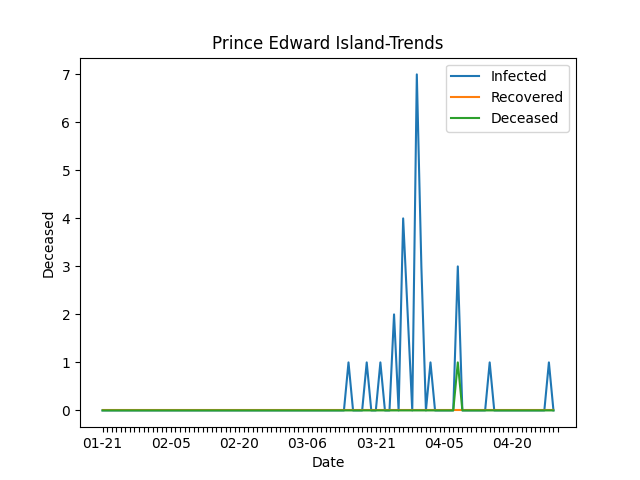 Prince Edward Island-Trends
Infected
Recovered
Deceased
7
6
5
4
3
2
1
0
Deceased
01-21 02-05 02-20 03-06 03-21 04-05 04-20
Date